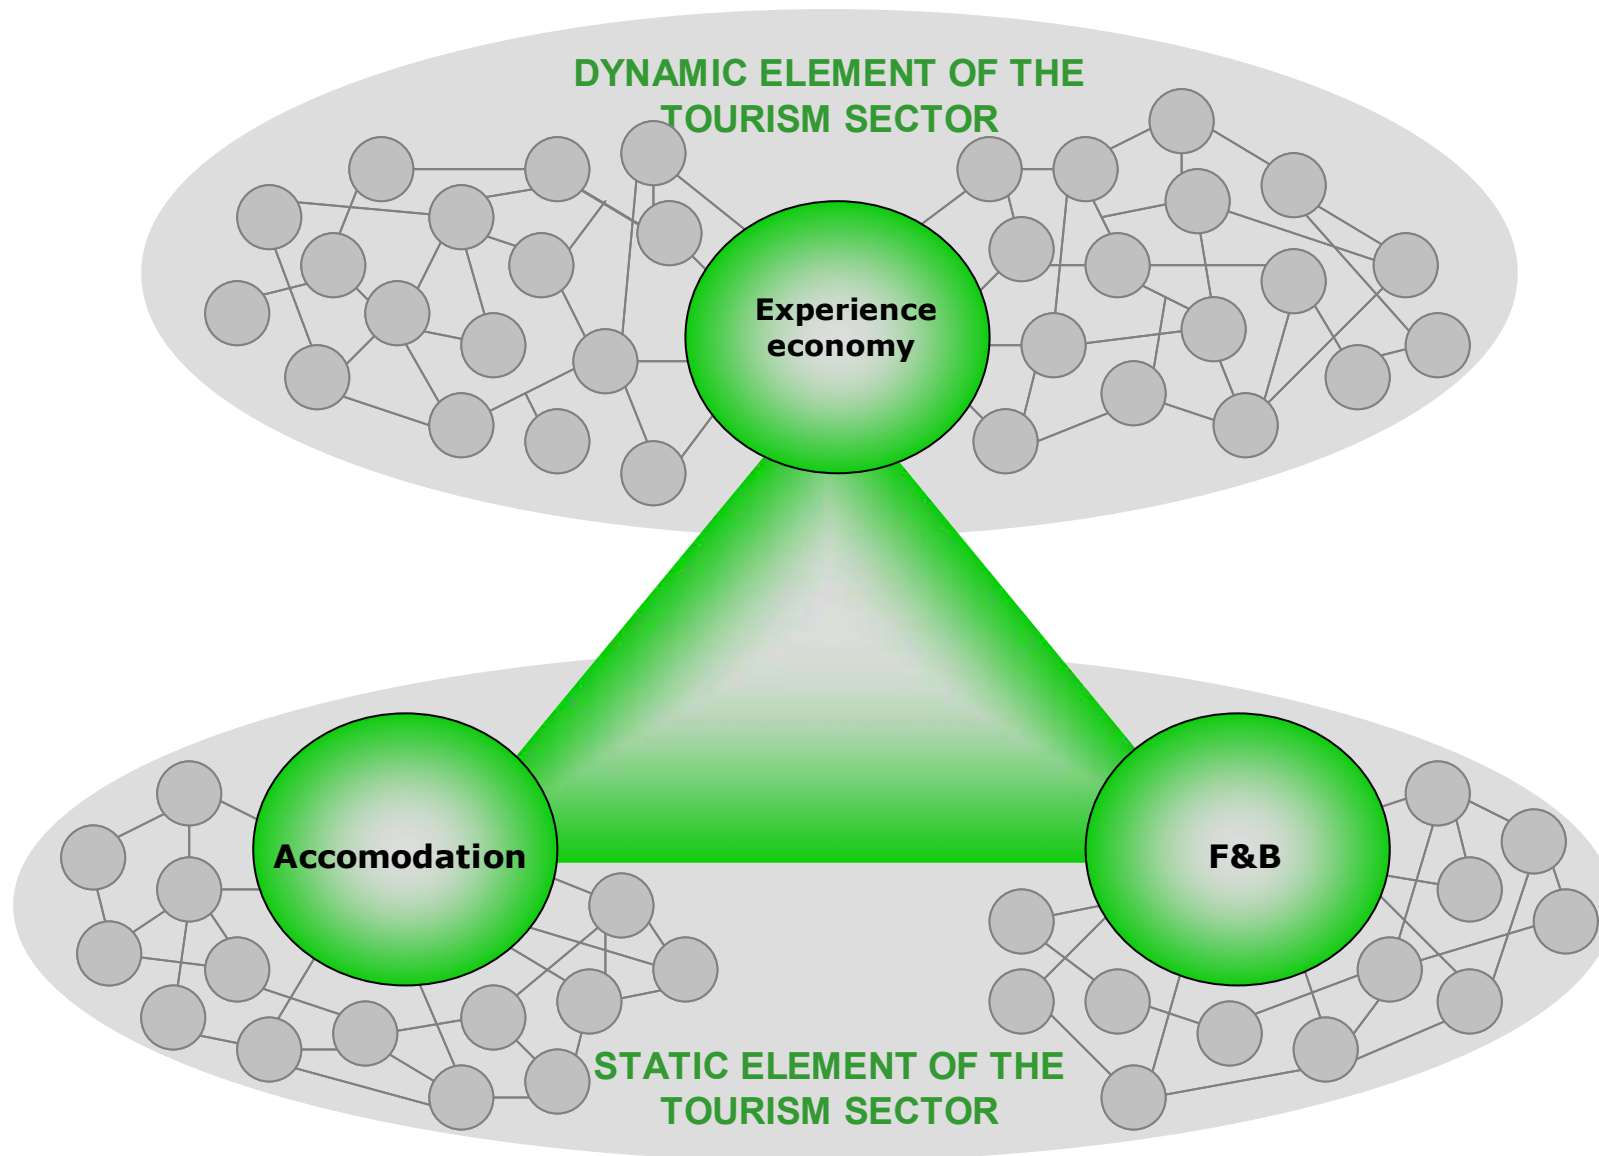 DYNAMIC ELEMENT OF THE
TOURISM SECTOR
Experience
economy
Accomodation
F&B
STATIC ELEMENT OF THE
TOURISM SECTOR